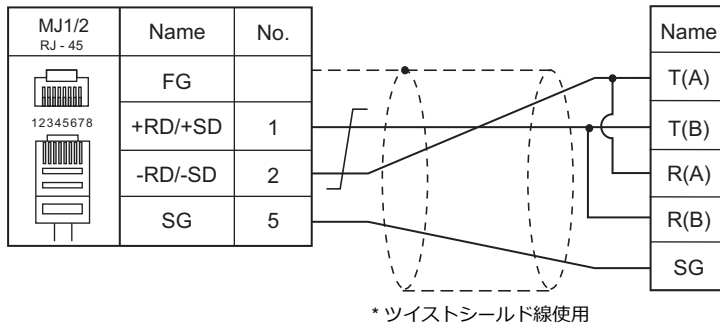 MJ1/2 Name No.
RJ - 45
FG
12345678
+RD/+SD 1
-RD/-SD 2
SG 5
Name
T(A)
T(B)
R(A)
R(B)
SG
* ツイストシールド線使用